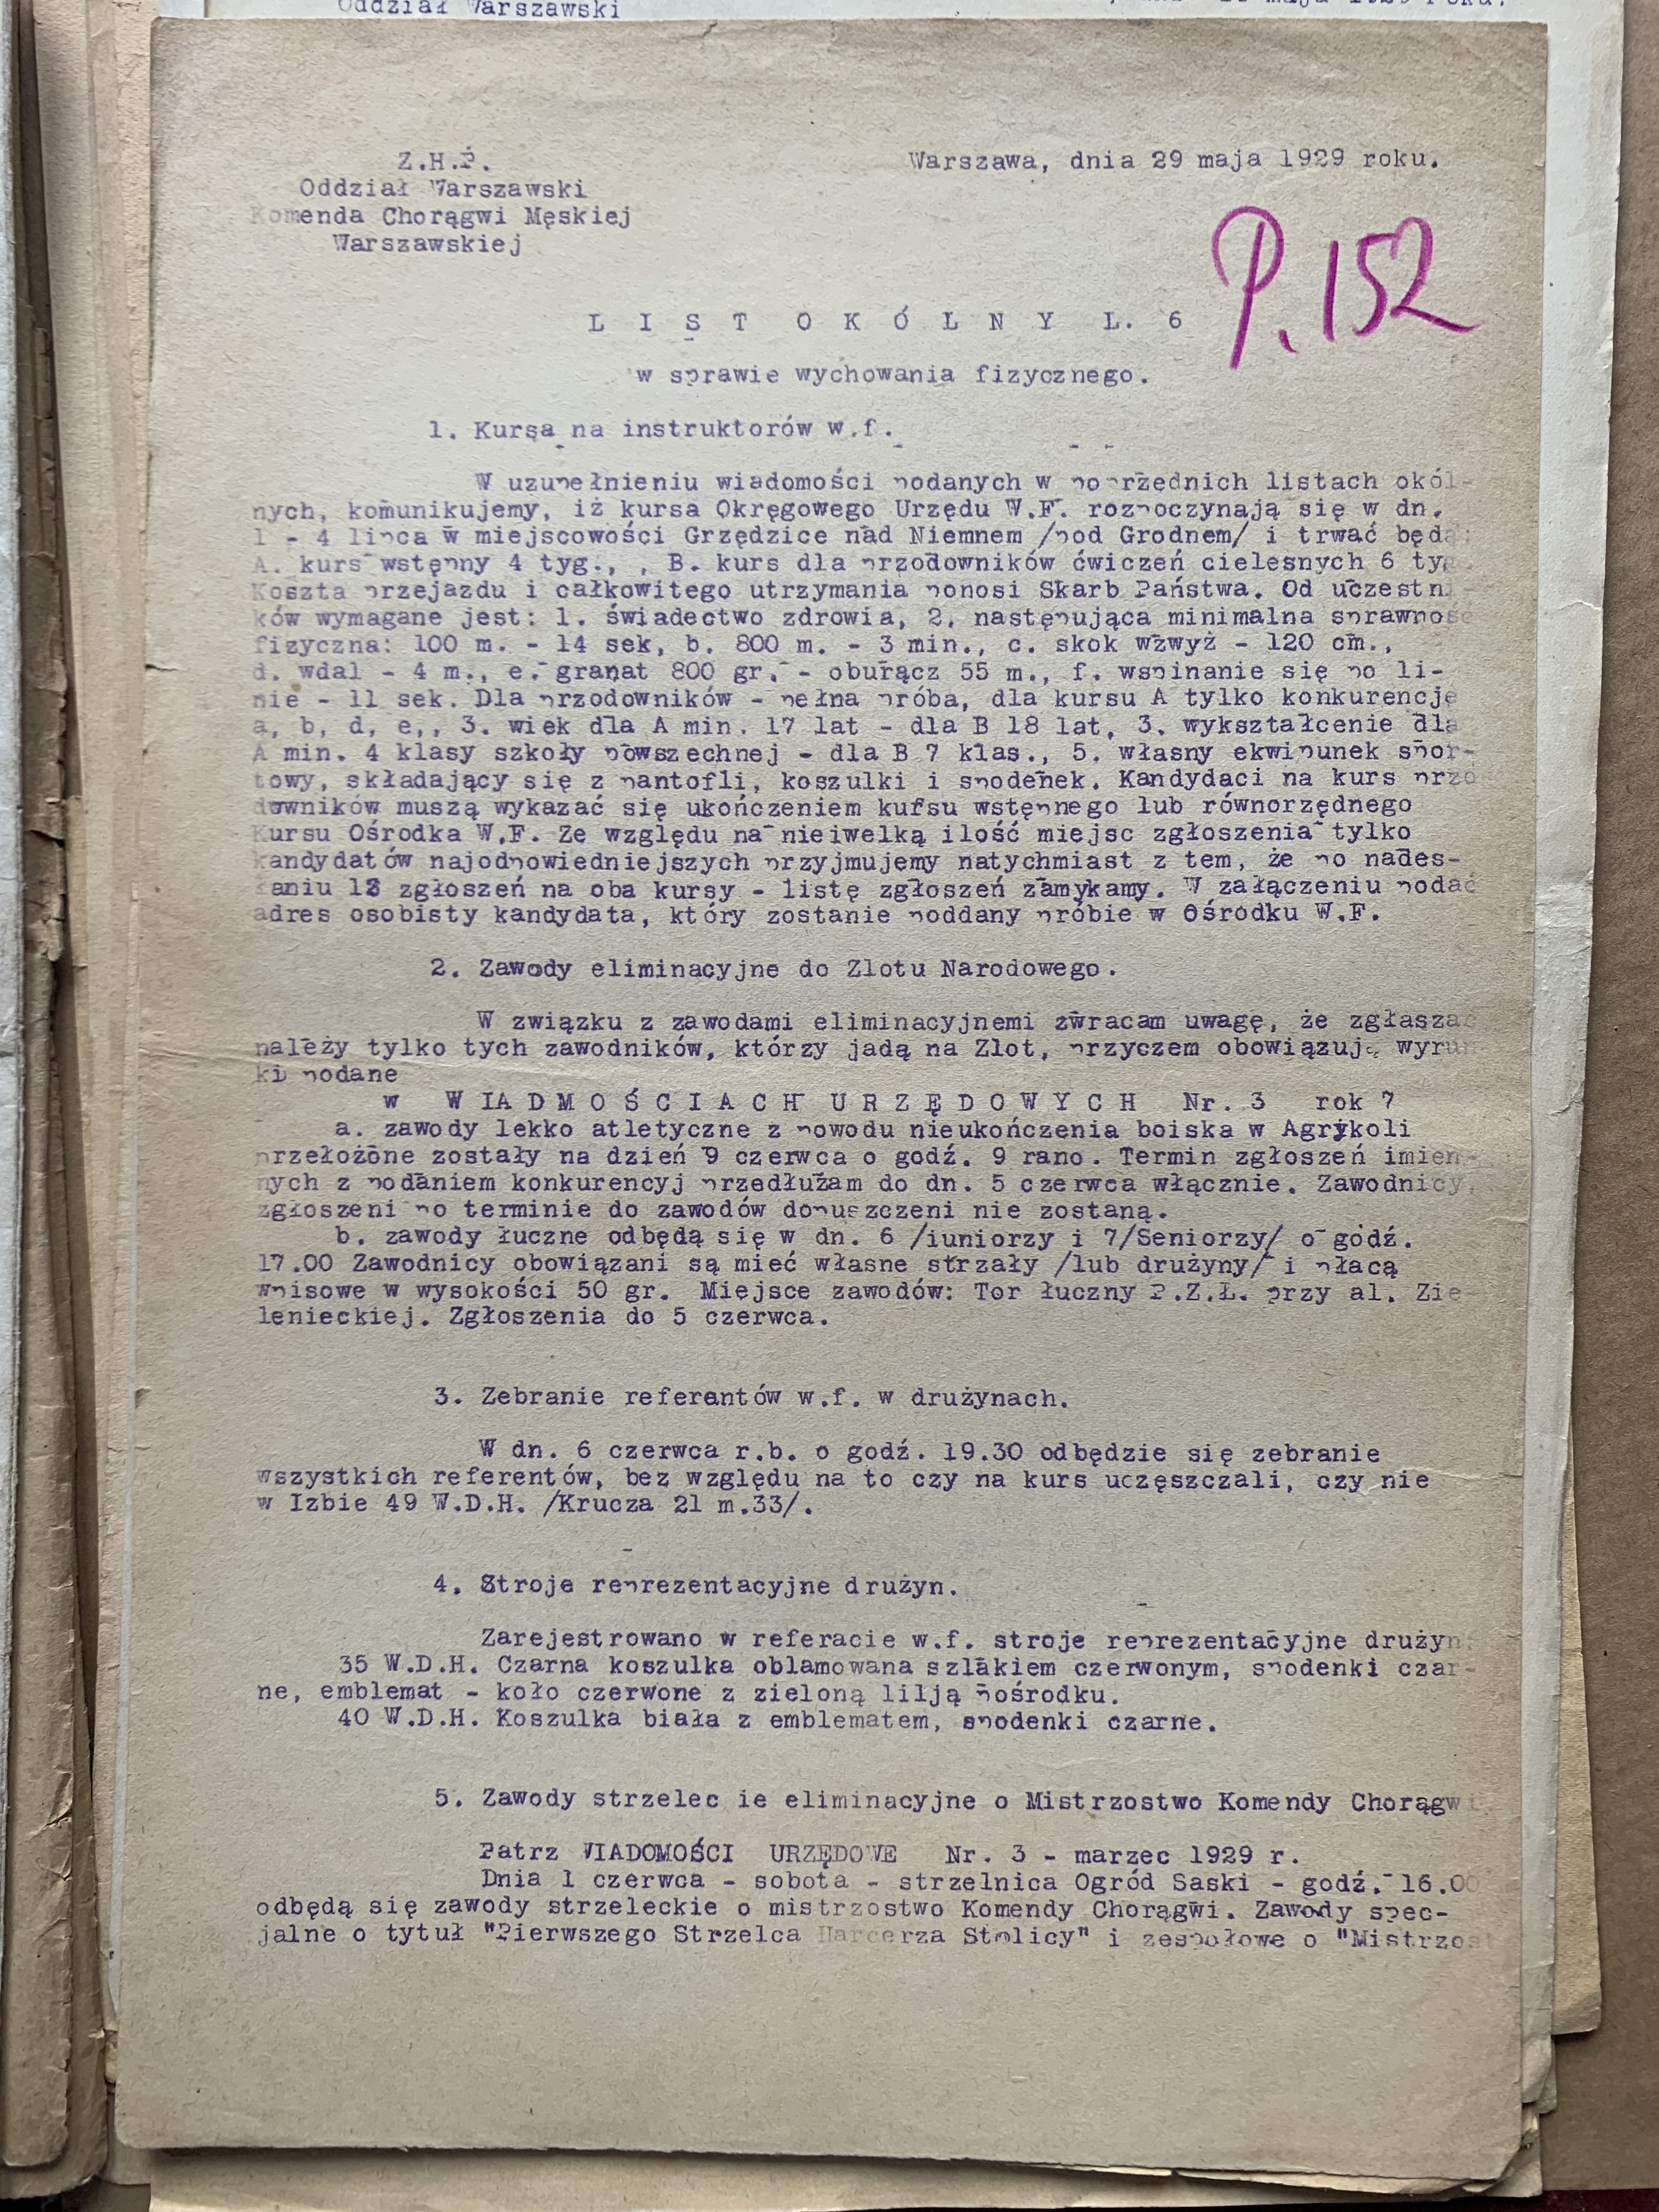 Oddział Warszawski
maja 1929 roku.
Z.H.P.
Warszawa, dnia 29 maja 1929 roku.
Oddział Warszawski
Komenda Chorągwi Męskiej
Warszawskiej
P. 152
L I S T O K Ó L N Y L. 6
w sprawie wychowania fizycznego.
1. Kursa na instruktorów w.f.
W uzupełnieniu wiadomości podanych w poprzednich listach okól-
nych, komunikujemy, iż kursa Okręgowego Urzędu W.F. rozpoczynają się w dn.
1 - 4 lipca w miejscowości Grzędzice nad Niemnem /pod Grodnem/ i trwać będą:
A. kurs wstępny 4 tyg., , B. kurs dla przodowników ćwiczeń cielesnych 6 tyg.
Koszta przejazdu i całkowitego utrzymania ponosi Skarb Państwa. Od uczestni-
ków wymagane jest: 1. świadectwo zdrowia, 2, następująca minimalna sprawność
fizyczna: 100 m. - 14 sek, b. 800 m. - 3 min., c. skok wzwyż - 120 cm.,
d. wdal - 4 m., e. granat 800 gr. - oburącz 55 m., f. wspinanie się po li-
nie - 11 sek. Dla przodowników - pełna próba, dla kursu A tylko konkurencje
a, b, d, e,, 3. wiek dla A min. 17 lat - dla B 18 lat, 3. wykształcenie dla
A min. 4 klasy szkoły powszechnej - dla B 7 klas., 5. własny ekwipunek spor-
towy, składający się z pantofli, koszulki i spodenek. Kandydaci na kurs przo
downików muszą wykazać się ukończeniem kufsu wstępnego lub równorzędnego
Kursu Ośrodka W.F. Ze względu na nieiwelką ilość miejsc zgłoszenia tylko
kandydatów najodpowiedniejszych przyjmujemy natychmiast z tem, że po nades-
łaniu 12 zgłoszeń na oba kursy - listę zgłoszeń zamykamy. W załączeniu podać
adres osobisty kandydata, który zostanie poddany próbie w Ośrodku W.F.
2. Zawody eliminacyjne do Zlotu Narodowego.
W związku z zawodami eliminacyjnemi zwracam uwagę, że zgłaszać
należy tylko tych zawodników, którzy jadą na Zlot, przyczem obowiązują wyrun
ki podane
w W I A D M O Ś C I A C H U R Z Ę D O W Y C H Nr. 3 rok 7
a. zawody lekko atletyczne z powodu nieukończenia boiska w Agrykoli
przełożone zostały na dzień 9 czerwca o godź. 9 rano. Termin zgłoszeń imien-
nych z podaniem konkurencyj przedłużam do dn. 5 czerwca włącznie. Zawodnicy,
zgłoszeni po terminie do zawodów dopuszczeni nie zostaną.
b. zawody łuczne odbędą się w dn. 6 /iuniorzy i 7/Seniorzy/ o godź.
17.00 Zawodnicy obowiązani są mieć własne strzały /lub drużyny/ i płacą
wpisowe w wysokości 50 gr. Miejsce zawodów: Tor łuczny P.Z.Ł. przy al. Zie
lenieckiej. Zgłoszenia do 5 czerwca.
3. Zebranie referentów w.f. w drużynach.
W dn. 6 czerwca r.b. o godź. 19.30 odbędzie się zebranie
wszystkich referentów, bez względu na to czy na kurs uczęszczali, czy nie
w Izbie 49 W.D.H. /Krucza 21 m.33/.
4. Stroje reprezentacyjne drużyn.
Zarejestrowano w referacie w.f. stroje reprezentacyjne drużyn.
35 W.D.H. Czarna koszulka oblamowana szlakiem czerwonym, spodenki czar-
ne, emblemat - koło czerwone z zieloną lilją pośrodku.
40 W.D.H. Koszulka biała z emblematem, spodenki czarne.
5. Zawody strzelec ie eliminacyjne o Mistrzostwo Komendy Chorągwi
Patrz WIADOMOŚCI URZĘDOWE Nr. 3 - marzec 1929 r.
Dnia 1 czerwca - sobota - strzelnica Ogród Saski - godź. 16.00
odbędą się zawody strzeleckie o mistrzostwo Komendy Chorągwi. Zawody spec-
jalne o tytuł "Pierwszego Strzelca Harcerza Stolicy" i zespołowe o "Mistrzost